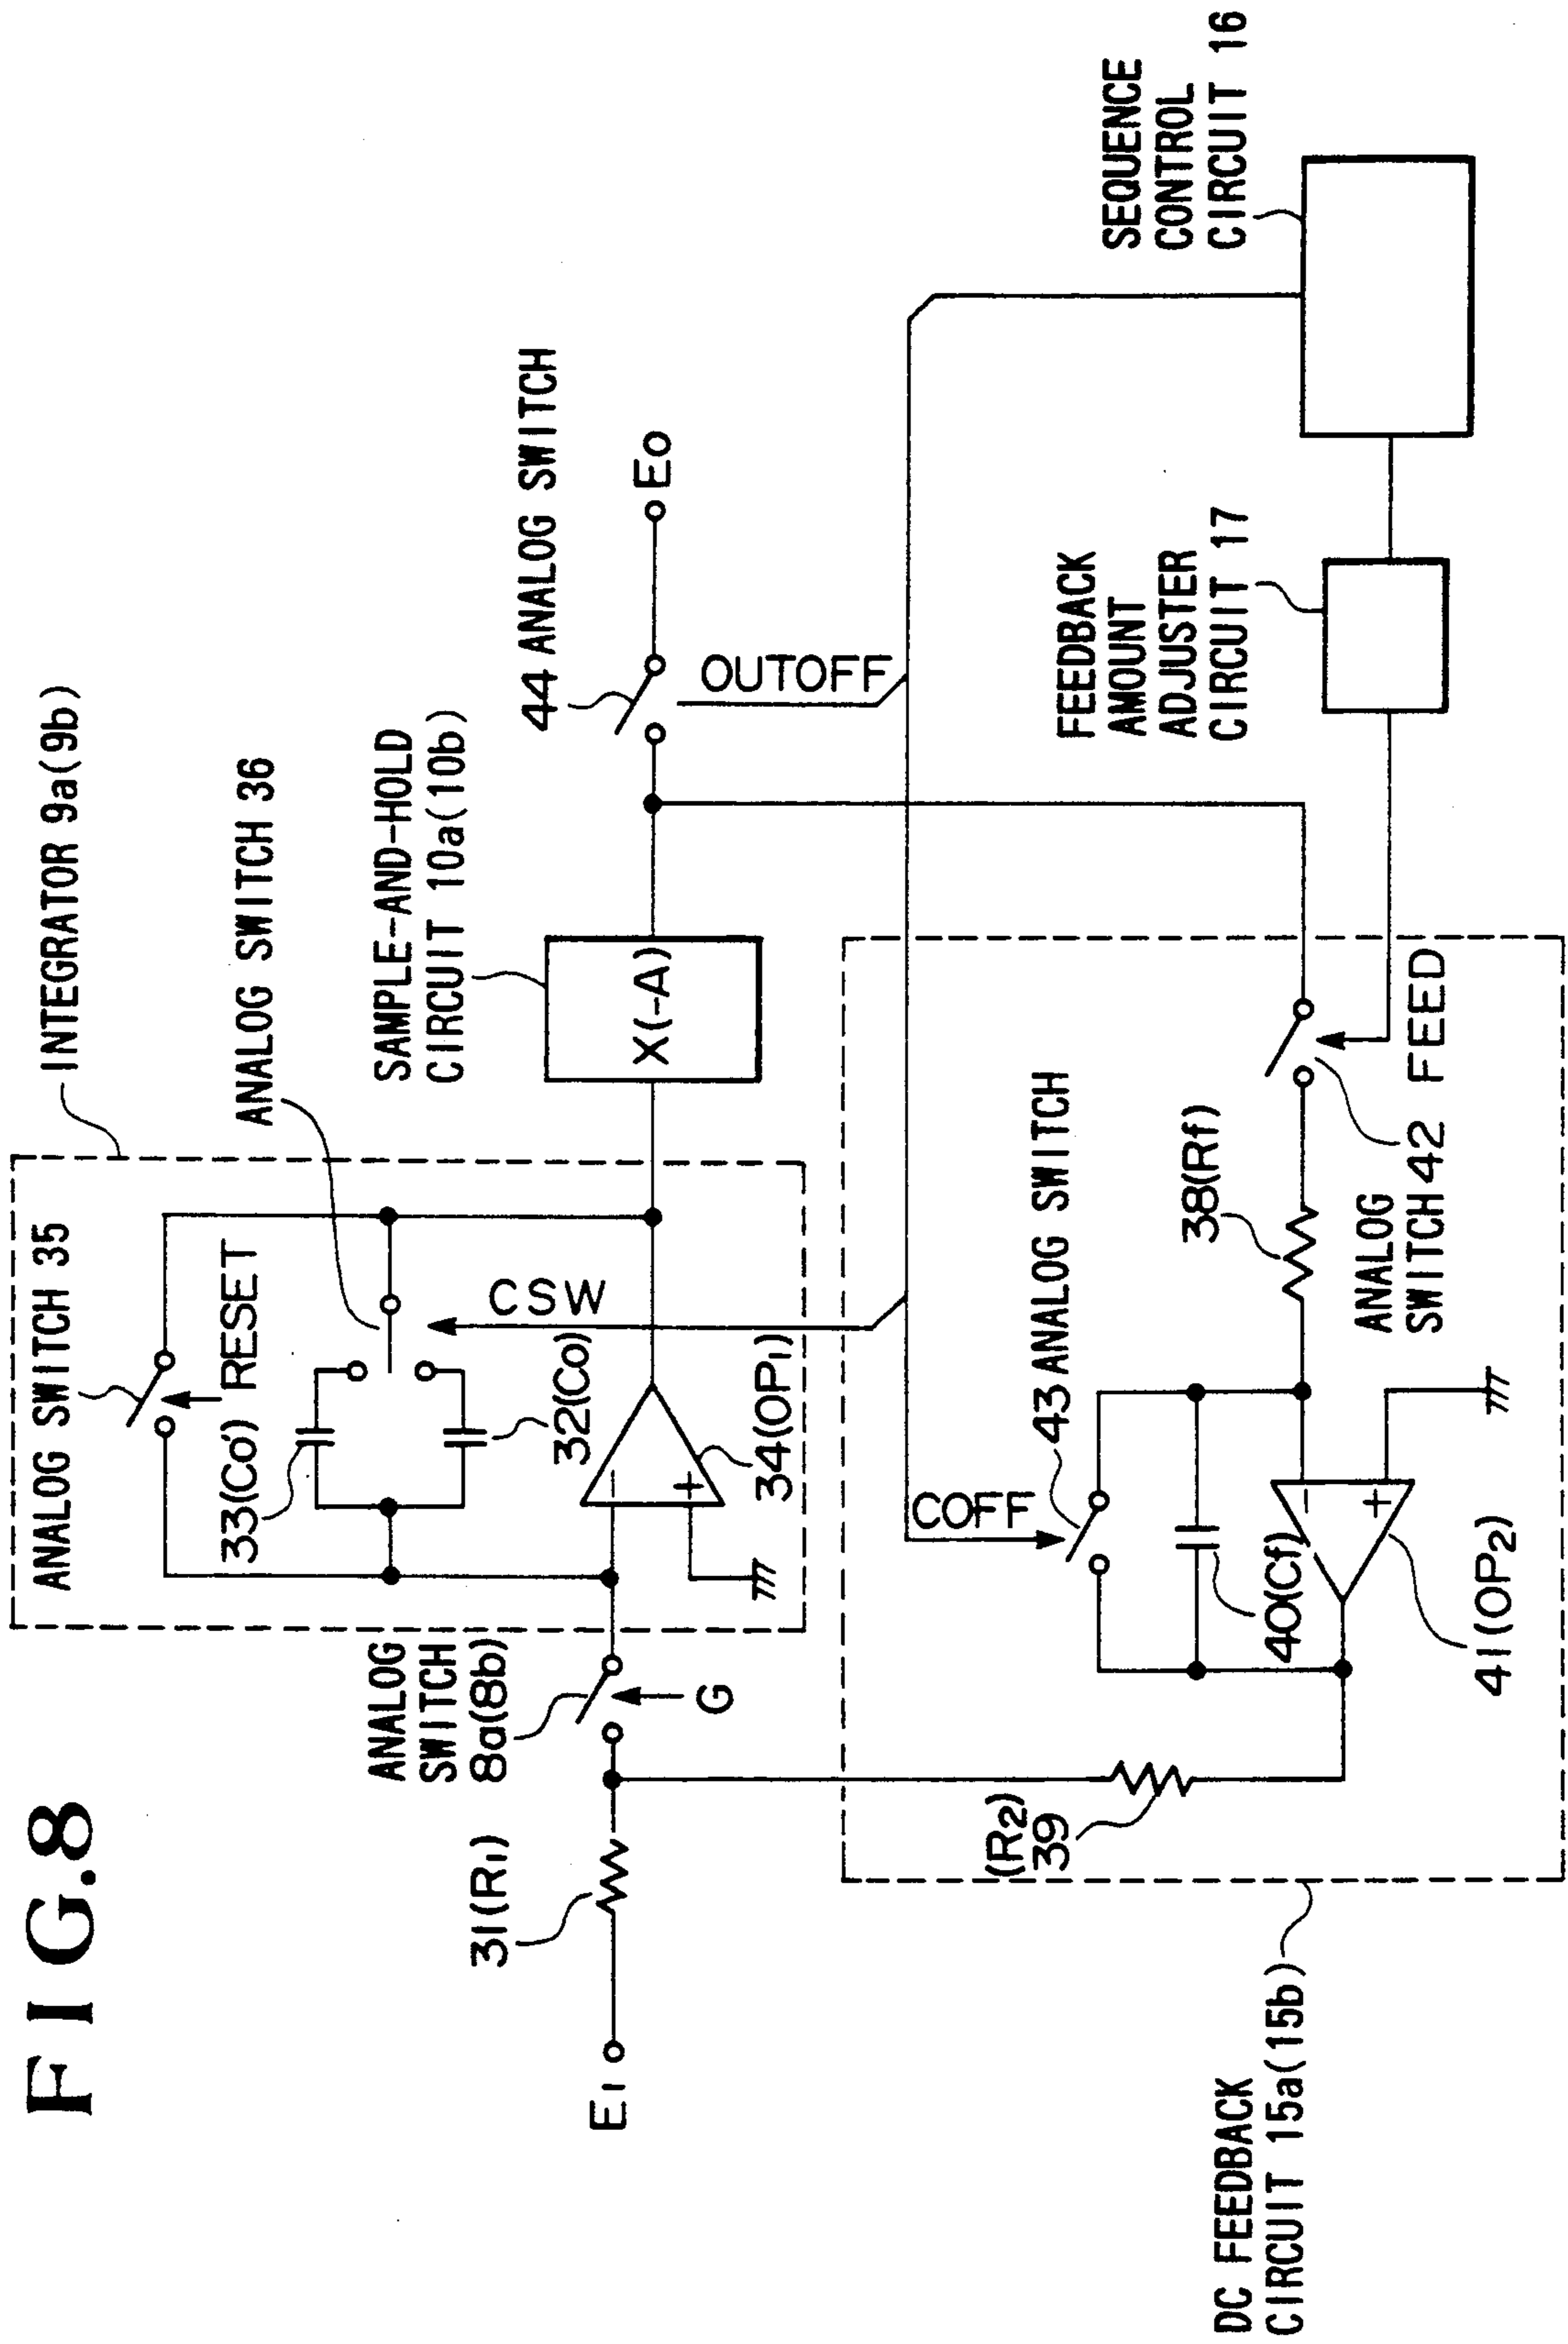 FIG.8
INTEGRATOR 9a(9b)
ANALOG SWITCH 35
ANALOG SWITCH 36
RESET
33(Co')
CSW
32(Co)
34(OP1)
SAMPLE-AND-HOLD
CIRCUIT 10a(10b)
X(-A)
44 ANALOG SWITCH
Eo
OUTOFF
ANALOG
SWITCH
8a(8b)
G
31(R1)
E1
SEQUENCE
CONTROL
CIRCUIT 16
FEEDBACK
AMOUNT
ADJUSTER
CIRCUIT 17
COFF
43 ANALOG SWITCH
38(Rf)
ANALOG
SWITCH 42 FEED
40(Cf)
41(OP2)
(R2)
39
DC FEEDBACK
CIRCUIT 15a(15b)
− 
+
−
+